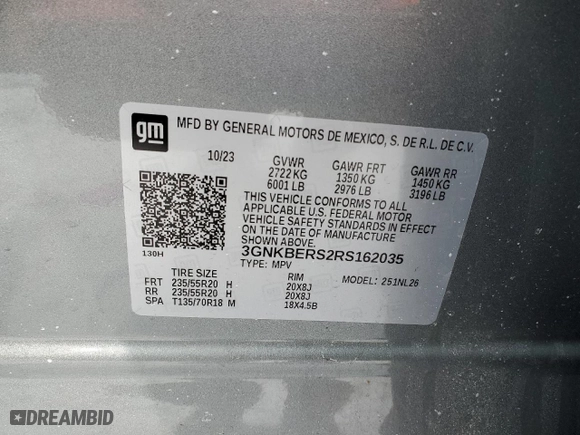 gm
MFD BY GENERAL MOTORS DE MEXICO, S. DE R.L. DE C.V.
10/23 GVWR GAWR FRT GAWR RR
2722 KG 1350 KG 1450 KG
6001 LB 2976 LB 3196 LB
THIS VEHICLE CONFORMS TO ALL
APPLICABLE U.S. FEDERAL MOTOR
VEHICLE SAFETY STANDARDS IN EFFECT
ON THE DATE OF MANUFACTURE
SHOWN ABOVE.
130H 3GNKBERS2RS162035
TYPE: MPV MODEL: 251NL26
TIRE SIZE RIM
FRT 235/55R20 H 20X8J
RR 235/55R20 H 20X8J
SPA T135/70R18 M 18X4.5B
DREAMBID